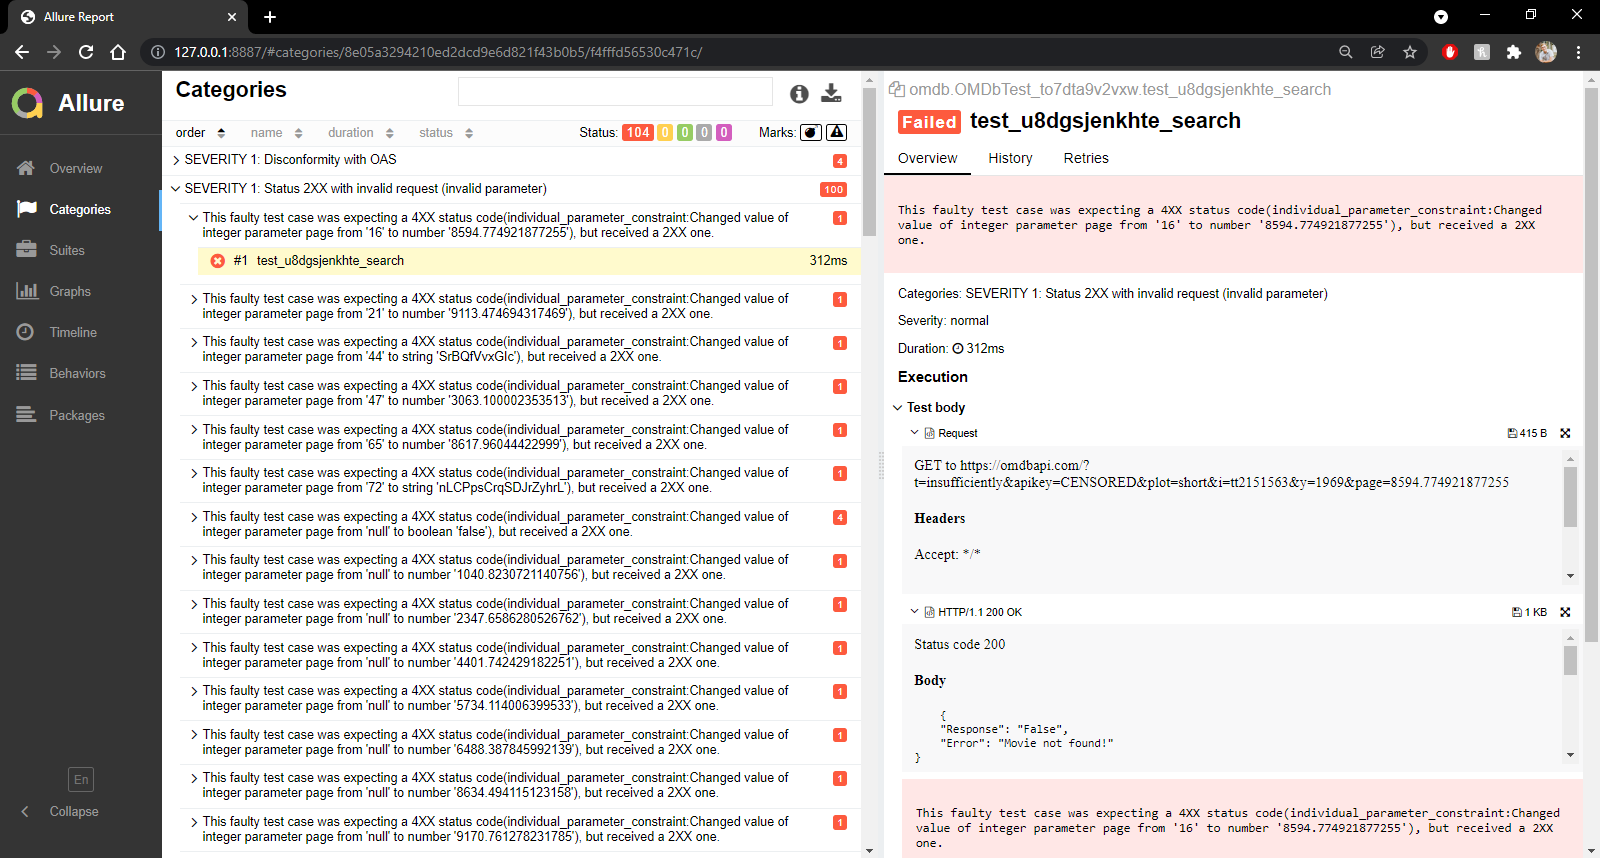 Allure Report
127.0.0.1:8887/#categories/8e05a3294210ed2dcd9e6d821f43b0b5/f4fffd56530c471c/
Allure
Overview
Categories
Suites
Graphs
Timeline
Behaviors
Packages
En
Collapse
Categories
order name duration status Status: 104 0 0 0 0 Marks:
SEVERITY 1: Disconformity with OAS 4
SEVERITY 1: Status 2XX with invalid request (invalid parameter) 100
This faulty test case was expecting a 4XX status code(individual_parameter_constraint:Changed value of 1
integer parameter page from '16' to number '8594.774921877255'), but received a 2XX one.
#1 test_u8dgsjenkhte_search 312ms
This faulty test case was expecting a 4XX status code(individual_parameter_constraint:Changed value of 1
integer parameter page from '21' to number '9113.474694317469'), but received a 2XX one.
This faulty test case was expecting a 4XX status code(individual_parameter_constraint:Changed value of 1
integer parameter page from '44' to string 'SrBQfVvxGIc'), but received a 2XX one.
This faulty test case was expecting a 4XX status code(individual_parameter_constraint:Changed value of 1
integer parameter page from '47' to number '3063.100002353513'), but received a 2XX one.
This faulty test case was expecting a 4XX status code(individual_parameter_constraint:Changed value of 1
integer parameter page from '65' to number '8617.96044422999'), but received a 2XX one.
This faulty test case was expecting a 4XX status code(individual_parameter_constraint:Changed value of 1
integer parameter page from '72' to string 'nLCPpsCrqSDJrZyhrL'), but received a 2XX one.
This faulty test case was expecting a 4XX status code(individual_parameter_constraint:Changed value of 4
integer parameter page from 'null' to boolean 'false'), but received a 2XX one.
This faulty test case was expecting a 4XX status code(individual_parameter_constraint:Changed value of 1
integer parameter page from 'null' to number '1040.8230721140756'), but received a 2XX one.
This faulty test case was expecting a 4XX status code(individual_parameter_constraint:Changed value of 1
integer parameter page from 'null' to number '2347.6586280526762'), but received a 2XX one.
This faulty test case was expecting a 4XX status code(individual_parameter_constraint:Changed value of 1
integer parameter page from 'null' to number '4401.742429182251'), but received a 2XX one.
This faulty test case was expecting a 4XX status code(individual_parameter_constraint:Changed value of 1
integer parameter page from 'null' to number '5734.114006399533'), but received a 2XX one.
This faulty test case was expecting a 4XX status code(individual_parameter_constraint:Changed value of 1
integer parameter page from 'null' to number '6488.387845992139'), but received a 2XX one.
This faulty test case was expecting a 4XX status code(individual_parameter_constraint:Changed value of 1
integer parameter page from 'null' to number '8634.494115123158'), but received a 2XX one.
This faulty test case was expecting a 4XX status code(individual_parameter_constraint:Changed value of 1
integer parameter page from 'null' to number '9170.761278231785'), but received a 2XX one.
omdb.OMDbTest_to7dta9v2vxw.test_u8dgsjenkhte_search
Failed test_u8dgsjenkhte_search
Overview History Retries
This faulty test case was expecting a 4XX status code(individual_parameter_constraint:Changed
value of integer parameter page from '16' to number '8594.774921877255'), but received a 2XX
one.
Categories: SEVERITY 1: Status 2XX with invalid request (invalid parameter)
Severity: normal
Duration: 312ms
Execution
Test body
Request 415 B
GET to https://omdbapi.com/?
t=insufficiently&apikey=CENSORED&plot=short&i=tt2151563&y=1969&page=8594.774921877255
Headers
Accept: */*
HTTP/1.1 200 OK 1 KB
Status code 200
Body
{
"Response": "False",
"Error": "Movie not found!"
}
This faulty test case was expecting a 4XX status code(individual_parameter_constraint:Changed
value of integer parameter page from '16' to number '8594.774921877255'), but received a 2XX
one.